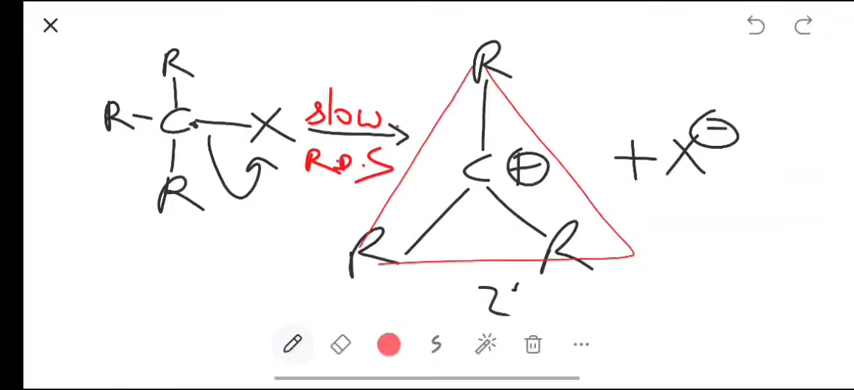 R
R-C-X
R
slow
R.D.S
R
C ⊕
R R
+ X ⊖